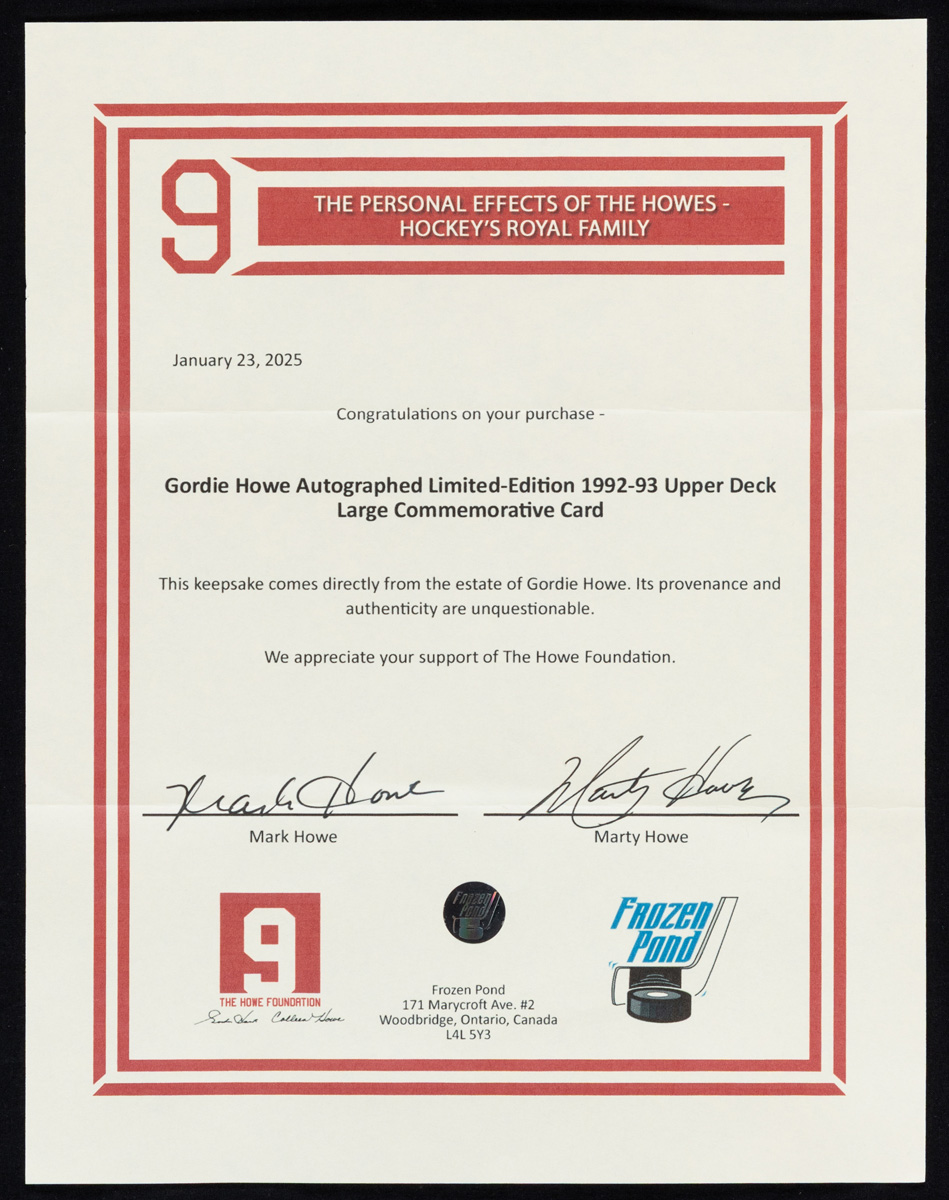 9
THE PERSONAL EFFECTS OF THE HOWES -
HOCKEY'S ROYAL FAMILY
January 23, 2025
Congratulations on your purchase -
Gordie Howe Autographed Limited-Edition 1992-93 Upper Deck
Large Commemorative Card
This keepsake comes directly from the estate of Gordie Howe. Its provenance and
authenticity are unquestionable.
We appreciate your support of The Howe Foundation.
Mark Howe
Marty Howe
Mark Howe
Marty Howe
9
THE HOWE FOUNDATION
Gordie Howe Colleen Howe
Frozen
Pond
Frozen Pond
171 Marycroft Ave. #2
Woodbridge, Ontario, Canada
L4L 5Y3
FROZEN
POND